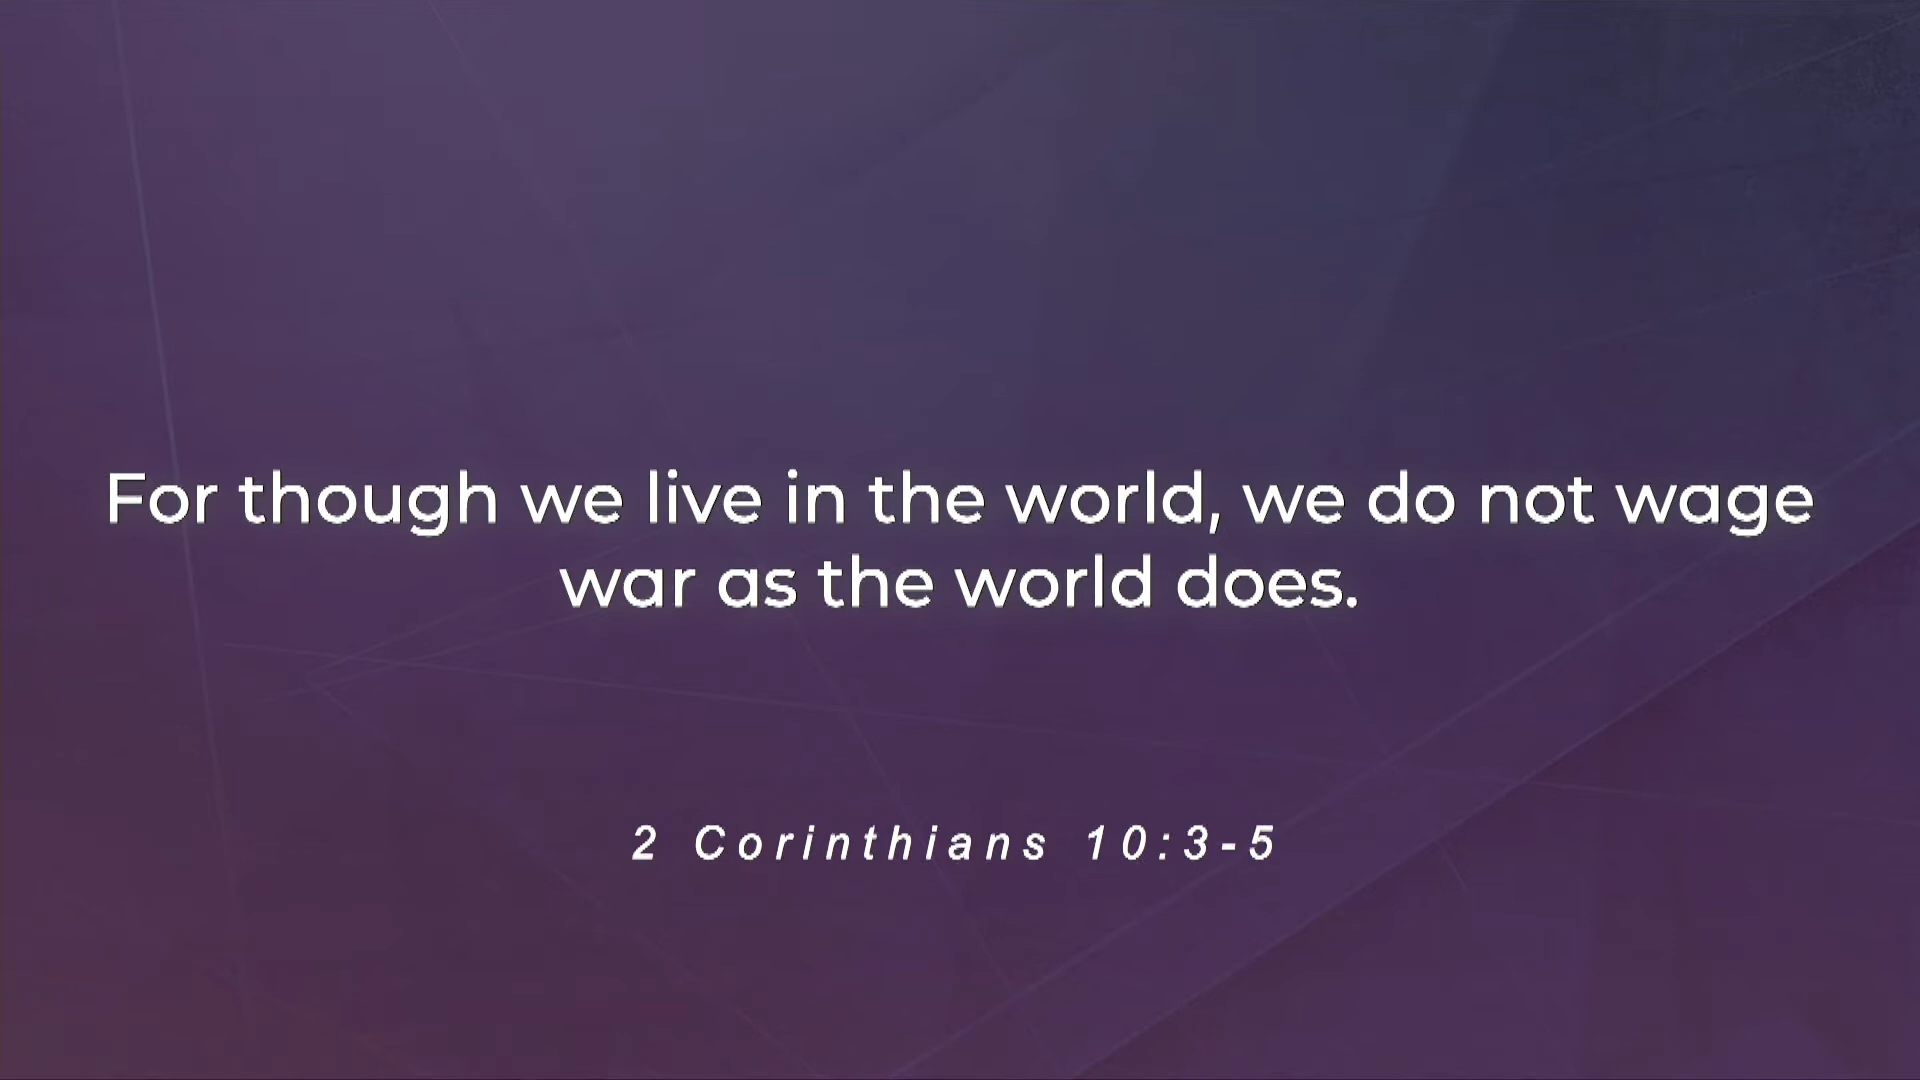 For though we live in the world, we do not wage
war as the world does.
2 Corinthians 10:3-5